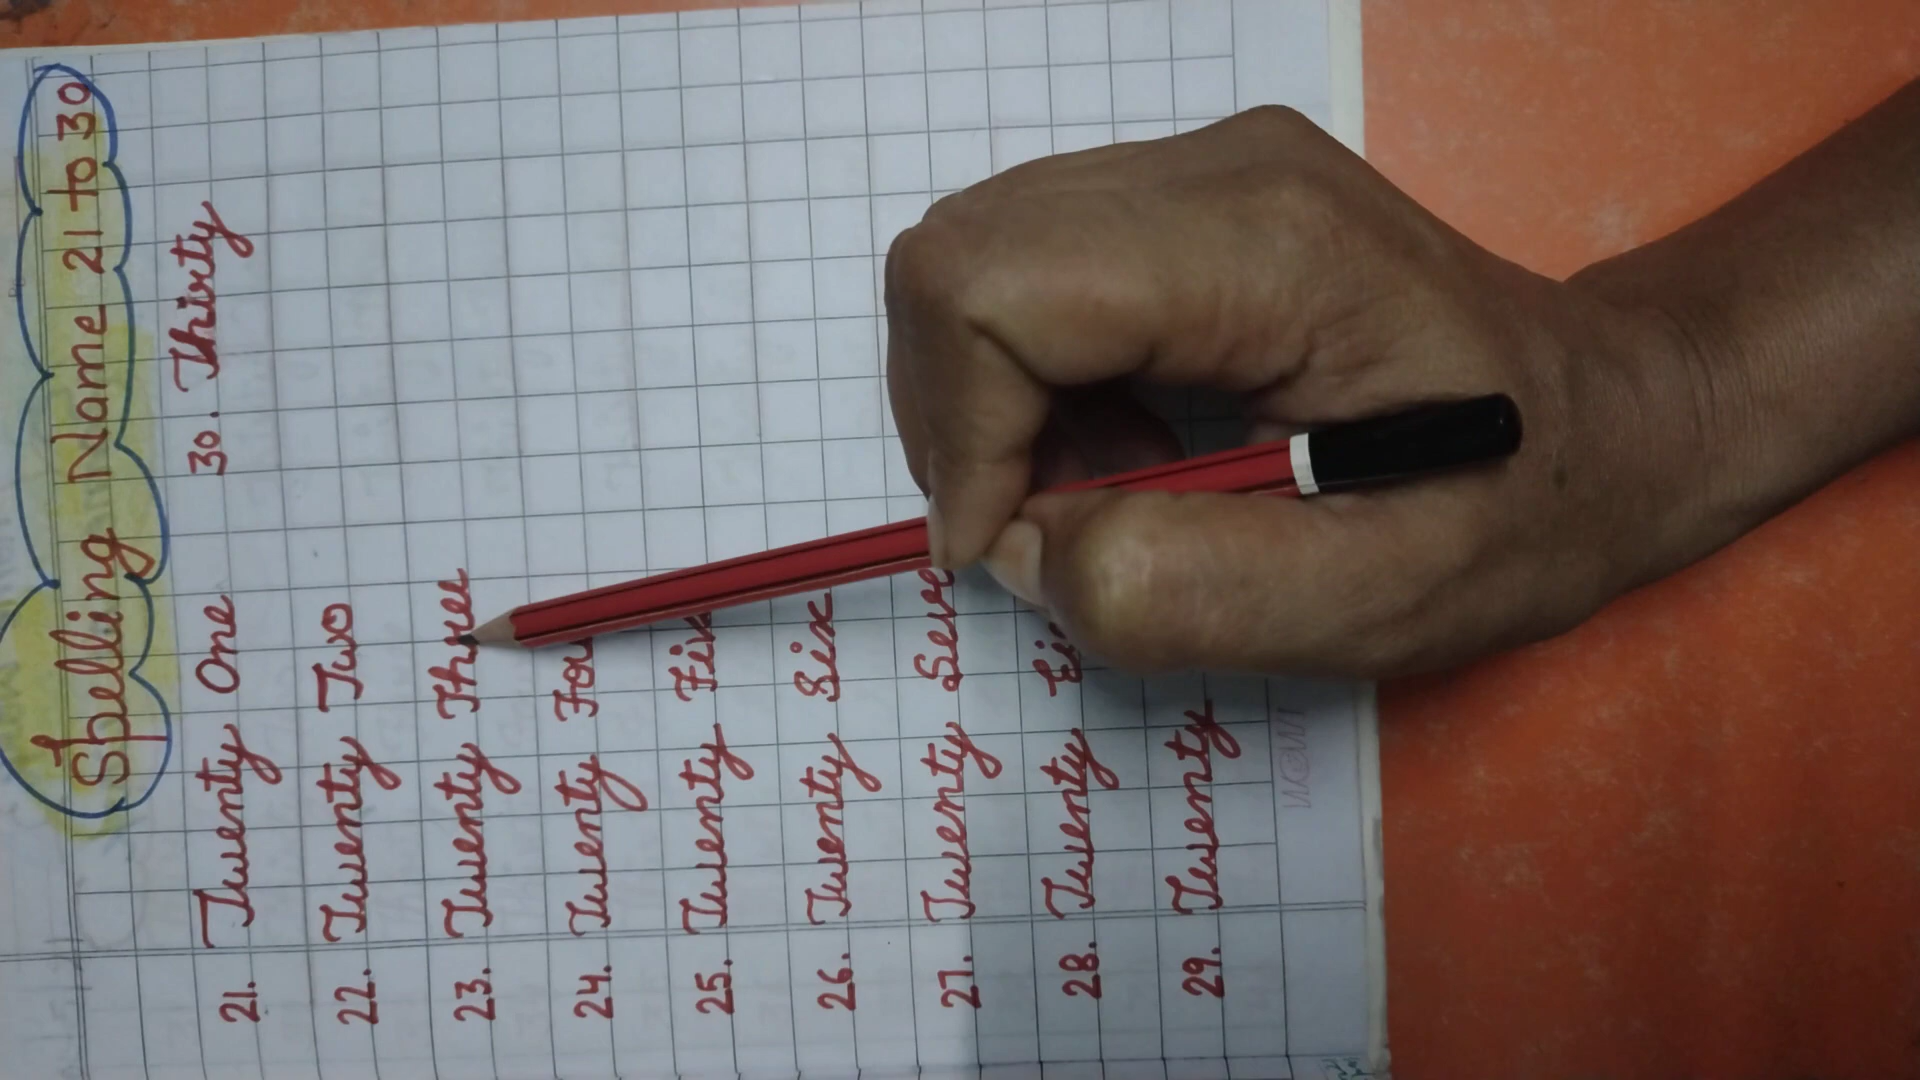 Spelling Name 21 to 30
21. Twenty One
22. Twenty Two
23. Twenty Three
24. Twenty
25. Twenty
26. Twenty Six
27. Twenty
28. Twenty
29. Twenty
30. Thirty